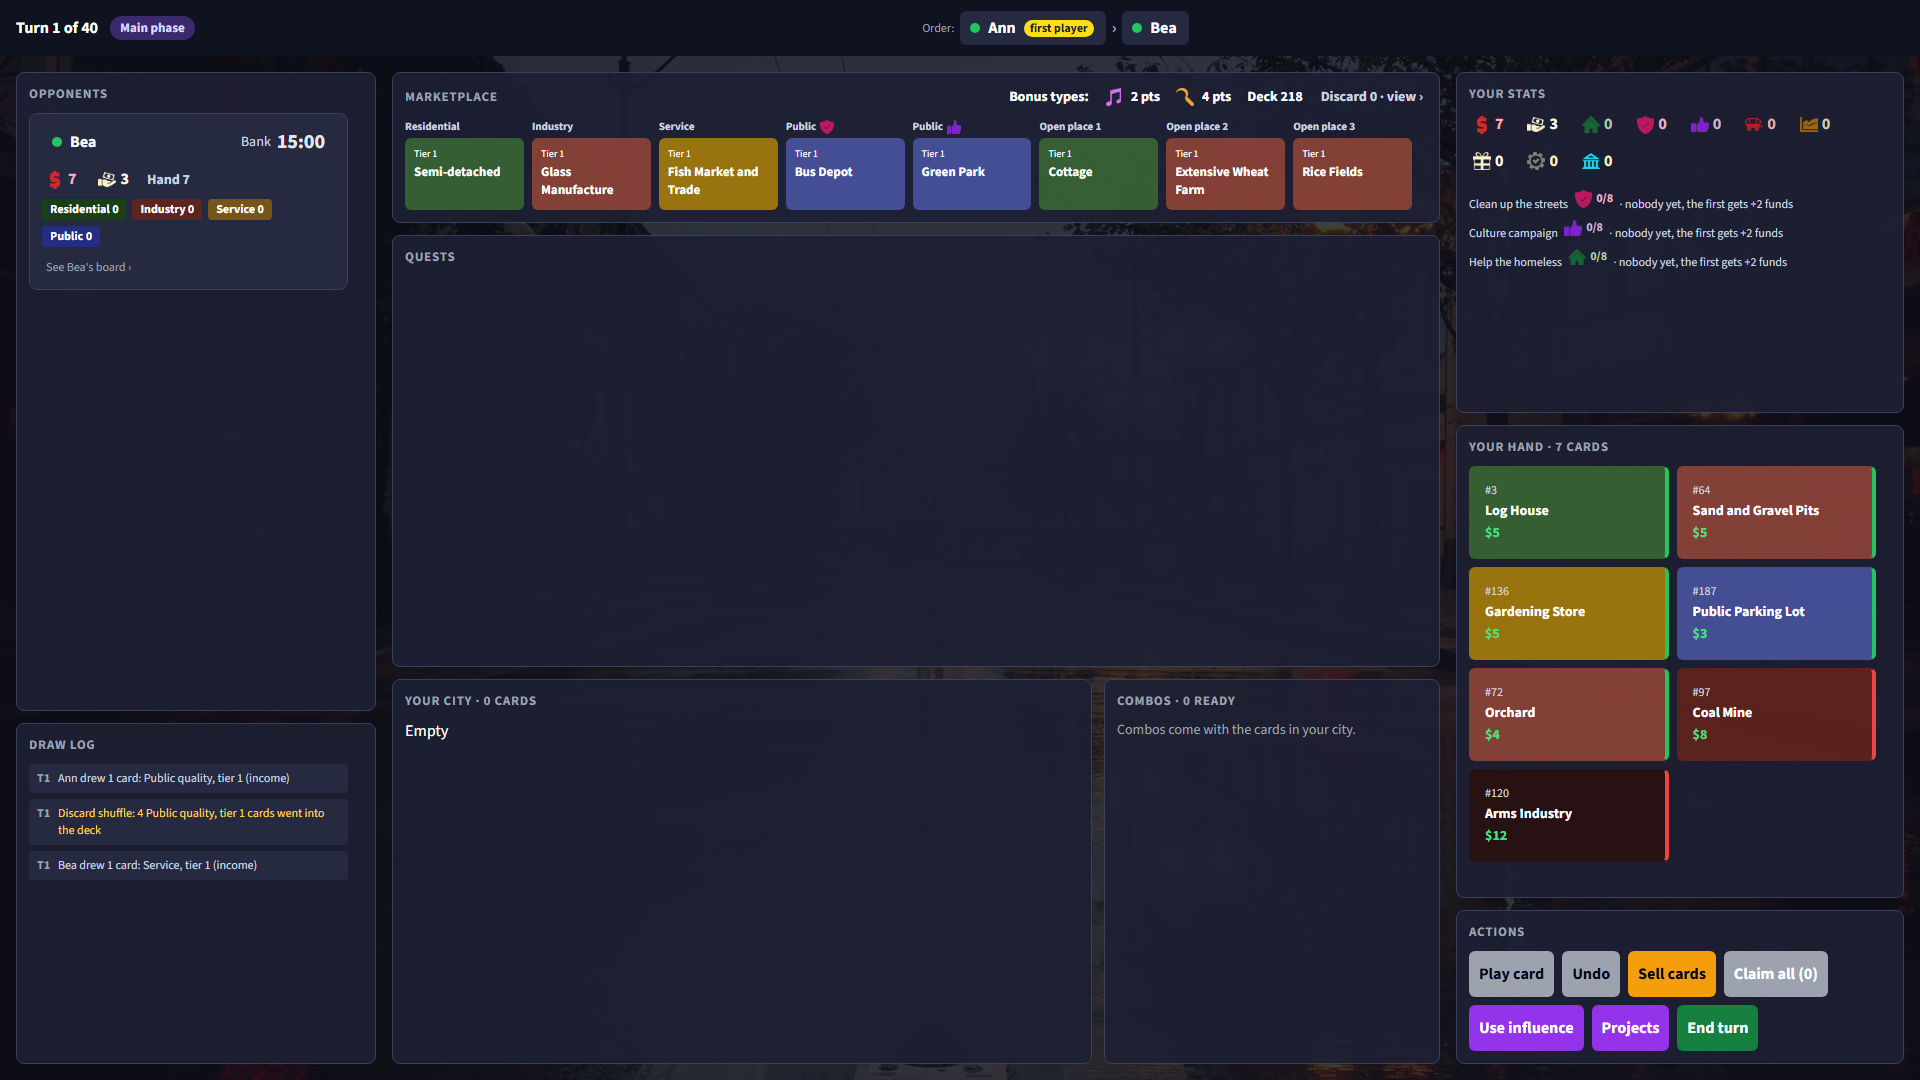 Turn 1 of 40 Main phase
Order: Ann first player › Bea
OPPONENTS
Bea Bank 15:00
7 3 Hand 7
Residential 0 Industry 0 Service 0
Public 0
See Bea's board ›
DRAW LOG
T1 Ann drew 1 card: Public quality, tier 1 (income)
T1 Discard shuffle: 4 Public quality, tier 1 cards went into
the deck
T1 Bea drew 1 card: Service, tier 1 (income)
MARKETPLACE
Bonus types: 2 pts 4 pts Deck 218 Discard 0 · view ›
Residential
Tier 1
Semi-detached
Industry
Tier 1
Glass
Manufacture
Service
Tier 1
Fish Market and
Trade
Public
Tier 1
Bus Depot
Public
Tier 1
Green Park
Open place 1
Tier 1
Cottage
Open place 2
Tier 1
Extensive Wheat
Farm
Open place 3
Tier 1
Rice Fields
QUESTS
YOUR CITY · 0 CARDS
Empty
COMBOS · 0 READY
Combos come with the cards in your city.
YOUR STATS
7 3 0 0 0 0 0
0 0 0
Clean up the streets 0/8 · nobody yet, the first gets +2 funds
Culture campaign 0/8 · nobody yet, the first gets +2 funds
Help the homeless 0/8 · nobody yet, the first gets +2 funds
YOUR HAND · 7 CARDS
#3
Log House
$5
#64
Sand and Gravel Pits
$5
#136
Gardening Store
$5
#187
Public Parking Lot
$3
#72
Orchard
$4
#97
Coal Mine
$8
#120
Arms Industry
$12
ACTIONS
Play card Undo Sell cards Claim all (0)
Use influence Projects End turn